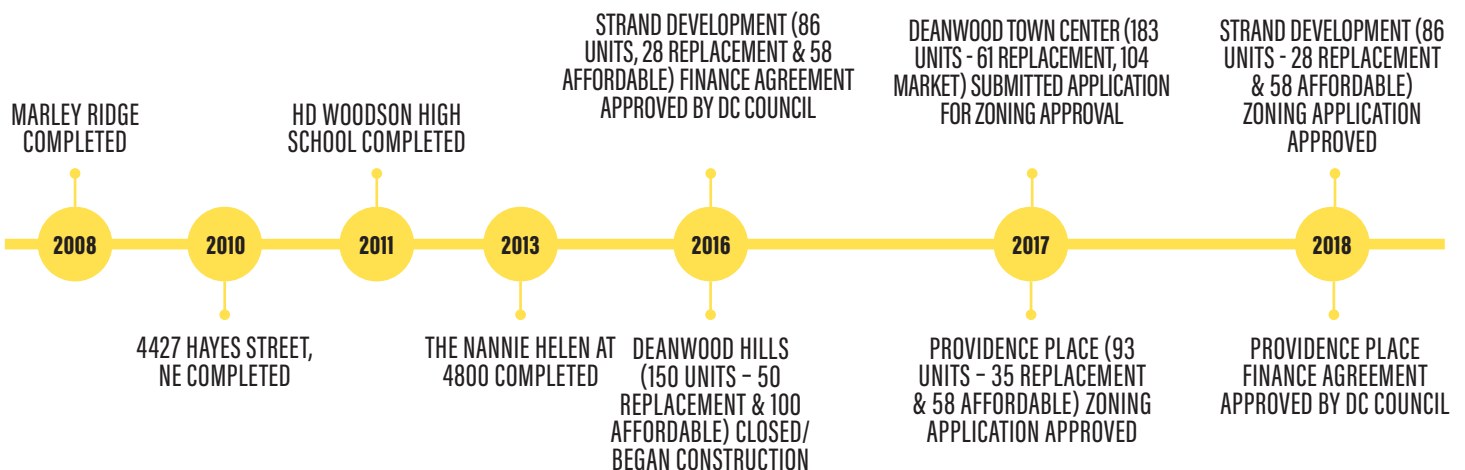 MARLEY RIDGE
COMPLETED
HD WOODSON HIGH
SCHOOL COMPLETED
STRAND DEVELOPMENT (86
UNITS, 28 REPLACEMENT & 58
AFFORDABLE) FINANCE AGREEMENT
APPROVED BY DC COUNCIL
DEANWOOD TOWN CENTER (183
UNITS - 61 REPLACEMENT, 104
MARKET) SUBMITTED APPLICATION
FOR ZONING APPROVAL
STRAND DEVELOPMENT (86
UNITS - 28 REPLACEMENT
& 58 AFFORDABLE)
ZONING APPLICATION
APPROVED
2008
2010
2011
2013
2016
2017
2018
4427 HAYES STREET,
NE COMPLETED
THE NANNIE HELEN AT
4800 COMPLETED
DEANWOOD HILLS
(150 UNITS – 50
REPLACEMENT & 100
AFFORDABLE) CLOSED/
BEGAN CONSTRUCTION
PROVIDENCE PLACE (93
UNITS – 35 REPLACEMENT
& 58 AFFORDABLE) ZONING
APPLICATION APPROVED
PROVIDENCE PLACE
FINANCE AGREEMENT
APPROVED BY DC COUNCIL